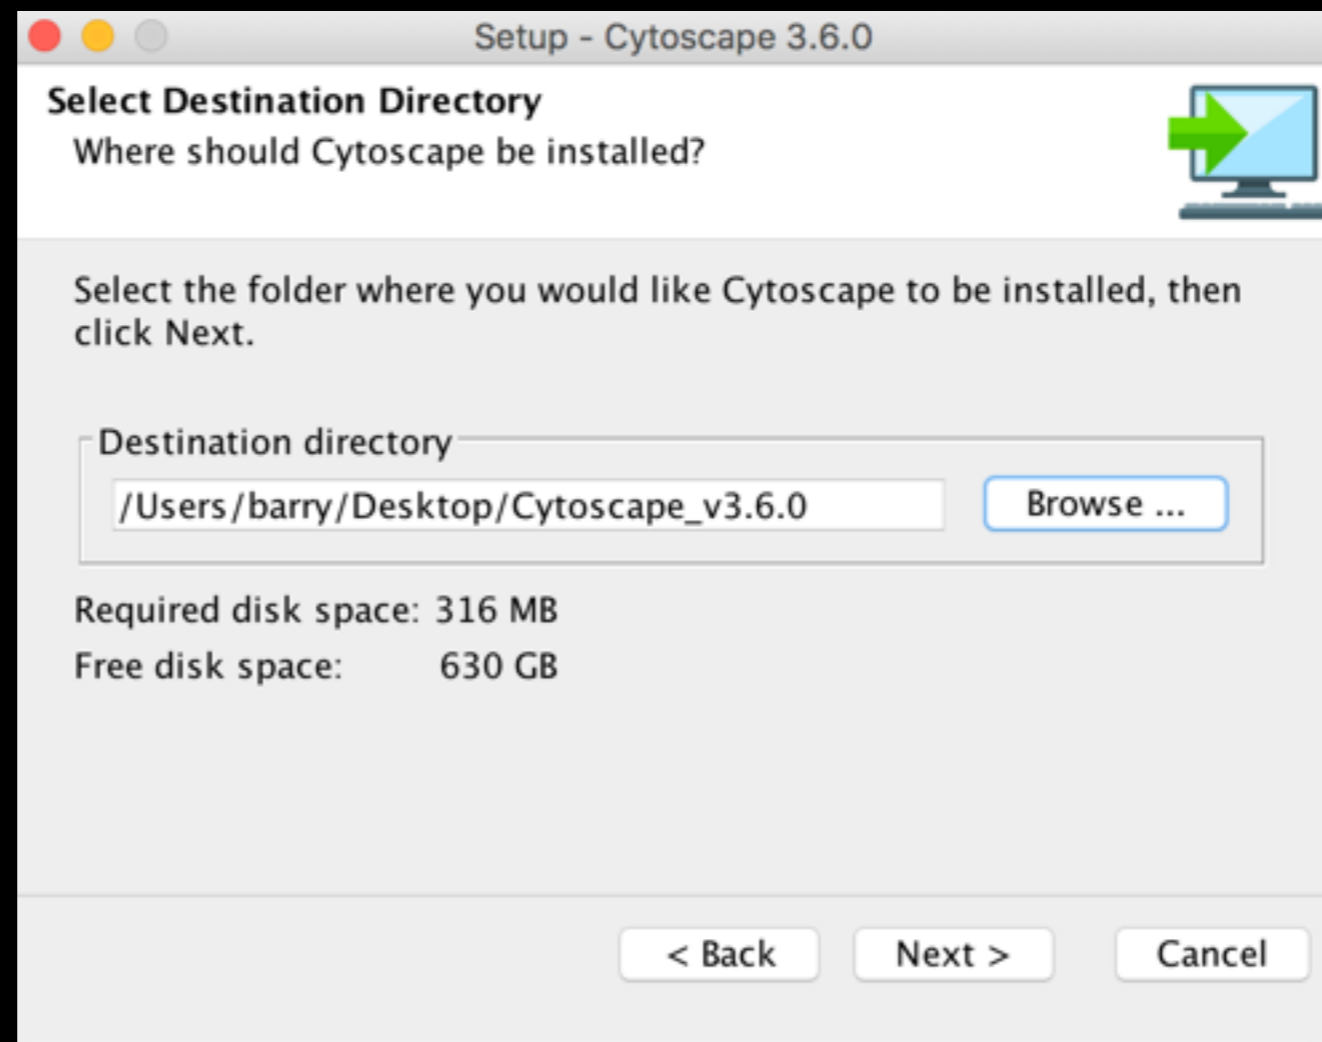 Setup - Cytoscape 3.6.0
Select Destination Directory
Where should Cytoscape be installed?
Select the folder where you would like Cytoscape to be installed, then
click Next.
Destination directory
/Users/barry/Desktop/Cytoscape_v3.6.0
Browse ...
Required disk space: 316 MB
Free disk space: 630 GB
< Back
Next >
Cancel